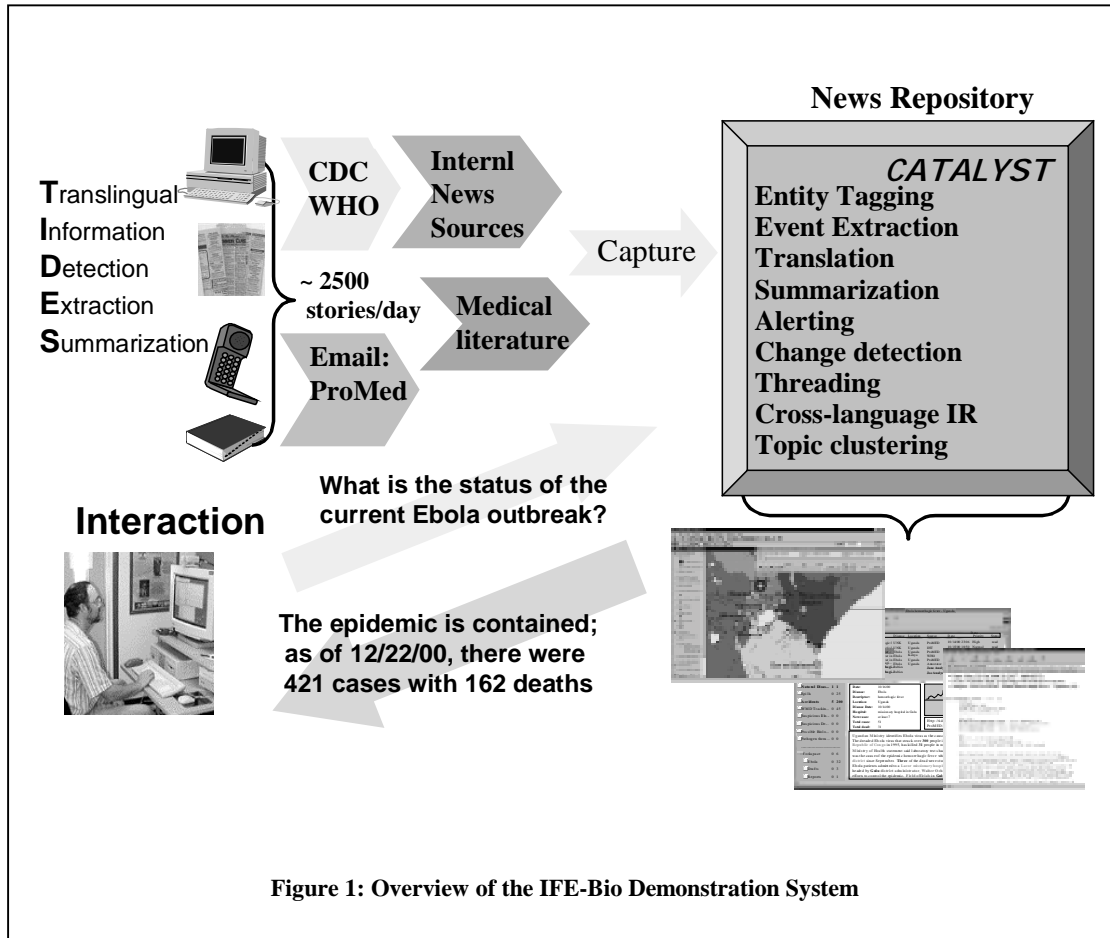 News Repository
Translingual
Information
Detection
Extraction
Summarization
CDC
WHO
Internl
News
Sources
~ 2500
stories/day
Email:
ProMed
Medical
literature
Capture
CATALYST
Entity Tagging
Event Extraction
Translation
Summarization
Alerting
Change detection
Threading
Cross-language IR
Topic clustering
Interaction
What is the status of the
current Ebola outbreak?
The epidemic is contained;
as of 12/22/00, there were
421 cases with 162 deaths
Figure 1: Overview of the IFE-Bio Demonstration System